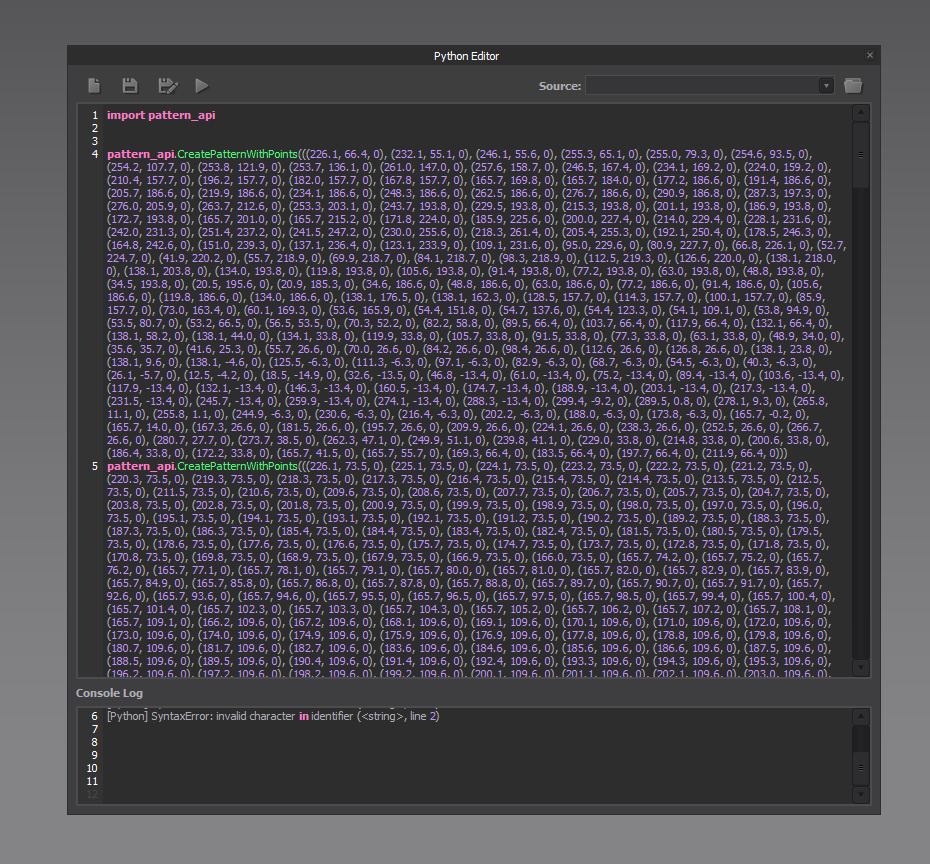 Python Editor
Source:
1 import pattern_api
2
3
4 pattern_api.CreatePatternWithPoints(((226.1, 66.4, 0), (232.1, 55.1, 0), (246.1, 55.6, 0), (255.3, 65.1, 0), (255.0, 79.3, 0), (254.6, 93.5, 0),
(254.2, 107.7, 0), (253.8, 121.9, 0), (253.7, 136.1, 0), (261.0, 147.0, 0), (257.6, 158.7, 0), (246.5, 167.4, 0), (234.1, 169.2, 0), (224.0, 159.2, 0),
(210.4, 157.7, 0), (196.2, 157.7, 0), (182.0, 157.7, 0), (167.8, 157.7, 0), (165.7, 169.8, 0), (165.7, 184.0, 0), (177.2, 186.6, 0), (191.4, 186.6, 0),
(205.7, 186.6, 0), (219.9, 186.6, 0), (234.1, 186.6, 0), (248.3, 186.6, 0), (262.5, 186.6, 0), (276.7, 186.6, 0), (290.9, 186.8, 0), (287.3, 197.3, 0),
(276.0, 205.9, 0), (263.7, 212.6, 0), (253.3, 203.1, 0), (243.7, 193.8, 0), (229.5, 193.8, 0), (215.3, 193.8, 0), (201.1, 193.8, 0), (186.9, 193.8, 0),
(172.7, 193.8, 0), (165.7, 201.0, 0), (165.7, 215.2, 0), (171.8, 224.0, 0), (185.9, 225.6, 0), (200.0, 227.4, 0), (214.0, 229.4, 0), (228.1, 231.6, 0),
(242.0, 231.3, 0), (251.4, 237.2, 0), (241.5, 247.2, 0), (230.0, 255.6, 0), (218.3, 261.4, 0), (205.4, 255.3, 0), (192.1, 250.4, 0), (178.5, 246.3, 0),
(164.8, 242.6, 0), (151.0, 239.3, 0), (137.1, 236.4, 0), (123.1, 233.9, 0), (109.1, 231.6, 0), (95.0, 229.6, 0), (80.9, 227.7, 0), (66.8, 226.1, 0), (52.7,
224.7, 0), (41.9, 220.2, 0), (55.7, 218.9, 0), (69.9, 218.7, 0), (84.1, 218.7, 0), (98.3, 218.9, 0), (112.5, 219.3, 0), (126.6, 220.0, 0), (138.1, 218.0,
0), (138.1, 203.8, 0), (134.0, 193.8, 0), (119.8, 193.8, 0), (105.6, 193.8, 0), (91.4, 193.8, 0), (77.2, 193.8, 0), (63.0, 193.8, 0), (48.8, 193.8, 0),
(34.5, 193.8, 0), (20.5, 195.6, 0), (20.9, 185.3, 0), (34.6, 186.6, 0), (48.8, 186.6, 0), (63.0, 186.6, 0), (77.2, 186.6, 0), (91.4, 186.6, 0), (105.6,
186.6, 0), (119.8, 186.6, 0), (134.0, 186.6, 0), (138.1, 176.5, 0), (138.1, 162.3, 0), (128.5, 157.7, 0), (114.3, 157.7, 0), (100.1, 157.7, 0), (85.9,
157.7, 0), (73.0, 163.4, 0), (60.1, 169.3, 0), (53.6, 165.9, 0), (54.4, 151.8, 0), (54.7, 137.6, 0), (54.4, 123.3, 0), (54.1, 109.1, 0), (53.8, 94.9, 0),
(53.5, 80.7, 0), (53.2, 66.5, 0), (56.5, 53.5, 0), (70.3, 52.2, 0), (82.2, 58.8, 0), (89.5, 66.4, 0), (103.7, 66.4, 0), (117.9, 66.4, 0), (132.1, 66.4, 0),
(138.1, 58.2, 0), (138.1, 44.0, 0), (134.1, 33.8, 0), (119.9, 33.8, 0), (105.7, 33.8, 0), (91.5, 33.8, 0), (77.3, 33.8, 0), (63.1, 33.8, 0), (48.9, 34.0, 0),
(35.6, 35.7, 0), (41.6, 25.3, 0), (55.7, 26.6, 0), (70.0, 26.6, 0), (84.2, 26.6, 0), (98.4, 26.6, 0), (112.6, 26.6, 0), (126.8, 26.6, 0), (138.1, 23.8, 0),
(138.1, 9.6, 0), (138.1, -4.6, 0), (125.5, -6.3, 0), (111.3, -6.3, 0), (97.1, -6.3, 0), (82.9, -6.3, 0), (68.7, -6.3, 0), (54.5, -6.3, 0), (40.3, -6.3, 0),
(26.1, -5.7, 0), (12.5, -4.2, 0), (18.5, -14.9, 0), (32.6, -13.5, 0), (46.8, -13.4, 0), (61.0, -13.4, 0), (75.2, -13.4, 0), (89.4, -13.4, 0), (103.6, -13.4, 0),
(117.9, -13.4, 0), (132.1, -13.4, 0), (146.3, -13.4, 0), (160.5, -13.4, 0), (174.7, -13.4, 0), (188.9, -13.4, 0), (203.1, -13.4, 0), (217.3, -13.4, 0),
(231.5, -13.4, 0), (245.7, -13.4, 0), (259.9, -13.4, 0), (274.1, -13.4, 0), (288.3, -13.4, 0), (299.4, -9.2, 0), (289.5, 0.8, 0), (278.1, 9.3, 0), (265.8,
11.1, 0), (255.8, 1.1, 0), (244.9, -6.3, 0), (230.6, -6.3, 0), (216.4, -6.3, 0), (202.2, -6.3, 0), (188.0, -6.3, 0), (173.8, -6.3, 0), (165.7, -0.2, 0),
(165.7, 14.0, 0), (167.3, 26.6, 0), (181.5, 26.6, 0), (195.7, 26.6, 0), (209.9, 26.6, 0), (224.1, 26.6, 0), (238.3, 26.6, 0), (252.5, 26.6, 0), (266.7,
26.6, 0), (280.7, 27.7, 0), (273.7, 38.5, 0), (262.3, 47.1, 0), (249.9, 51.1, 0), (239.8, 41.1, 0), (229.0, 33.8, 0), (214.8, 33.8, 0), (200.6, 33.8, 0),
(186.4, 33.8, 0), (172.2, 33.8, 0), (165.7, 41.5, 0), (165.7, 55.7, 0), (169.3, 66.4, 0), (183.5, 66.4, 0), (197.7, 66.4, 0), (211.9, 66.4, 0)))
5 pattern_api.CreatePatternWithPoints(((226.1, 73.5, 0), (225.1, 73.5, 0), (224.1, 73.5, 0), (223.2, 73.5, 0), (222.2, 73.5, 0), (221.2, 73.5, 0),
(220.3, 73.5, 0), (219.3, 73.5, 0), (218.3, 73.5, 0), (217.3, 73.5, 0), (216.4, 73.5, 0), (215.4, 73.5, 0), (214.4, 73.5, 0), (213.5, 73.5, 0), (212.5,
73.5, 0), (211.5, 73.5, 0), (210.6, 73.5, 0), (209.6, 73.5, 0), (208.6, 73.5, 0), (207.7, 73.5, 0), (206.7, 73.5, 0), (205.7, 73.5, 0), (204.7, 73.5, 0),
(203.8, 73.5, 0), (202.8, 73.5, 0), (201.8, 73.5, 0), (200.9, 73.5, 0), (199.9, 73.5, 0), (198.9, 73.5, 0), (198.0, 73.5, 0), (197.0, 73.5, 0), (196.0,
73.5, 0), (195.1, 73.5, 0), (194.1, 73.5, 0), (193.1, 73.5, 0), (192.1, 73.5, 0), (191.2, 73.5, 0), (190.2, 73.5, 0), (189.2, 73.5, 0), (188.3, 73.5, 0),
(187.3, 73.5, 0), (186.3, 73.5, 0), (185.4, 73.5, 0), (184.4, 73.5, 0), (183.4, 73.5, 0), (182.4, 73.5, 0), (181.5, 73.5, 0), (180.5, 73.5, 0), (179.5,
73.5, 0), (178.6, 73.5, 0), (177.6, 73.5, 0), (176.6, 73.5, 0), (175.7, 73.5, 0), (174.7, 73.5, 0), (173.7, 73.5, 0), (172.8, 73.5, 0), (171.8, 73.5, 0),
(170.8, 73.5, 0), (169.8, 73.5, 0), (168.9, 73.5, 0), (167.9, 73.5, 0), (166.9, 73.5, 0), (166.0, 73.5, 0), (165.7, 74.2, 0), (165.7, 75.2, 0), (165.7,
76.2, 0), (165.7, 77.1, 0), (165.7, 78.1, 0), (165.7, 79.1, 0), (165.7, 80.0, 0), (165.7, 81.0, 0), (165.7, 82.0, 0), (165.7, 82.9, 0), (165.7, 83.9, 0),
(165.7, 84.9, 0), (165.7, 85.8, 0), (165.7, 86.8, 0), (165.7, 87.8, 0), (165.7, 88.8, 0), (165.7, 89.7, 0), (165.7, 90.7, 0), (165.7, 91.7, 0), (165.7,
92.6, 0), (165.7, 93.6, 0), (165.7, 94.6, 0), (165.7, 95.5, 0), (165.7, 96.5, 0), (165.7, 97.5, 0), (165.7, 98.5, 0), (165.7, 99.4, 0), (165.7, 100.4, 0),
(165.7, 101.4, 0), (165.7, 102.3, 0), (165.7, 103.3, 0), (165.7, 104.3, 0), (165.7, 105.2, 0), (165.7, 106.2, 0), (165.7, 107.2, 0), (165.7, 108.1, 0),
(165.7, 109.1, 0), (166.2, 109.6, 0), (167.2, 109.6, 0), (168.1, 109.6, 0), (169.1, 109.6, 0), (170.1, 109.6, 0), (171.0, 109.6, 0), (172.0, 109.6, 0),
(173.0, 109.6, 0), (174.0, 109.6, 0), (174.9, 109.6, 0), (175.9, 109.6, 0), (176.9, 109.6, 0), (177.8, 109.6, 0), (178.8, 109.6, 0), (179.8, 109.6, 0),
(180.7, 109.6, 0), (181.7, 109.6, 0), (182.7, 109.6, 0), (183.6, 109.6, 0), (184.6, 109.6, 0), (185.6, 109.6, 0), (186.6, 109.6, 0), (187.5, 109.6, 0),
(188.5, 109.6, 0), (189.5, 109.6, 0), (190.4, 109.6, 0), (191.4, 109.6, 0), (192.4, 109.6, 0), (193.3, 109.6, 0), (194.3, 109.6, 0), (195.3, 109.6, 0),
(196.2, 109.6, 0), (197.2, 109.6, 0), (198.2, 109.6, 0), (199.2, 109.6, 0), (200.1, 109.6, 0), (201.1, 109.6, 0), (202.1, 109.6, 0), (203.0, 109.6, 0),
Console Log
6 [Python] SyntaxError: invalid character in identifier (<string>, line 2)
7
8
9
10
11
12